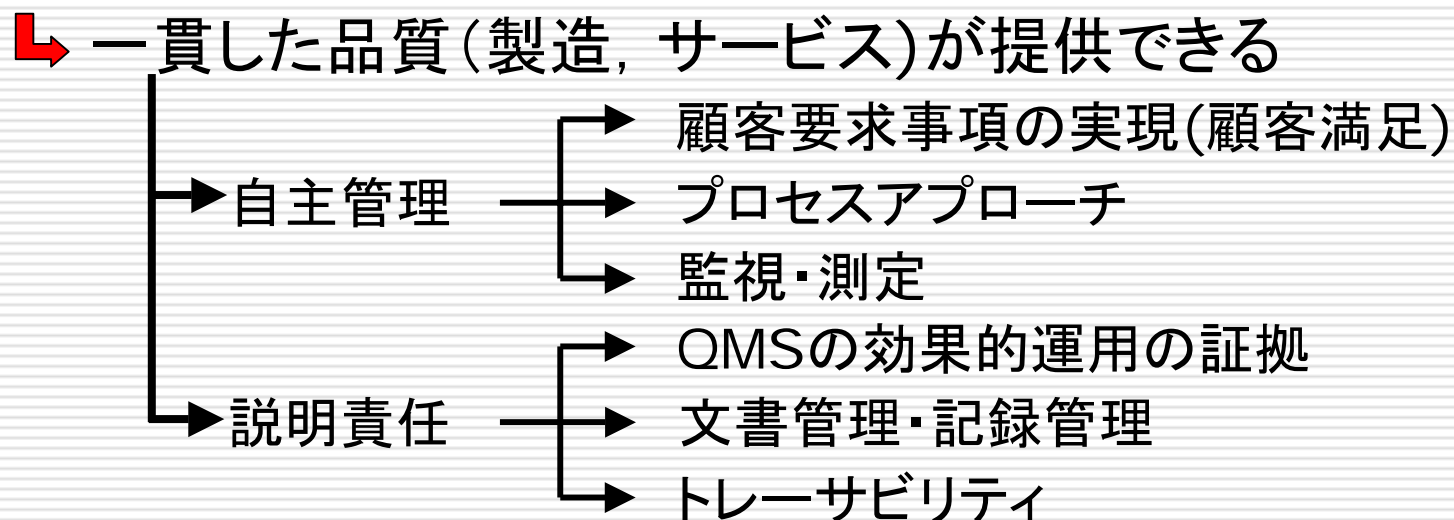 一貫した品質(製造，サービス)が提供できる
顧客要求事項の実現(顧客満足)
自主管理
プロセスアプローチ
監視・測定
QMSの効果的運用の証拠
説明責任
文書管理・記録管理
トレーサビリティ